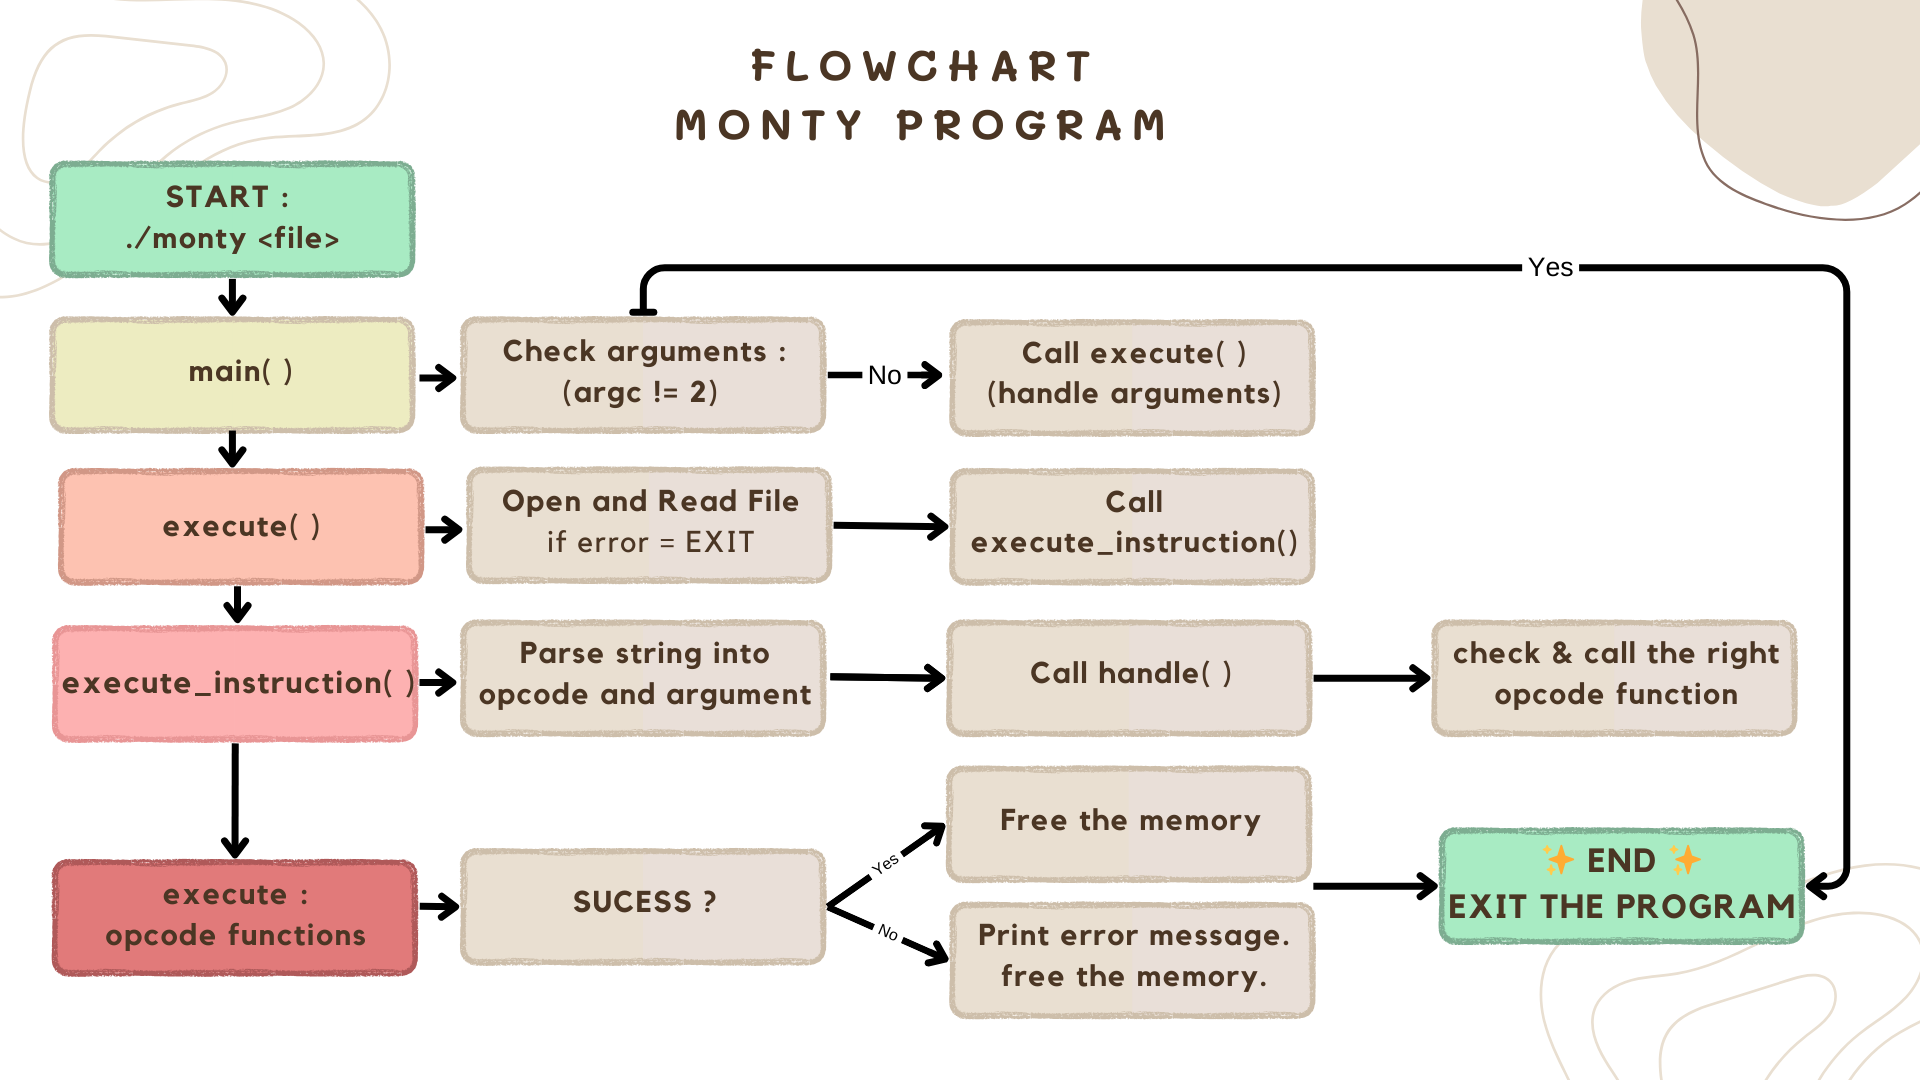 FLOWCHART
MONTY PROGRAM
START :
./monty <file>
Yes
main( )
Check arguments :
(argc != 2)
No
Call execute( )
(handle arguments)
execute( )
Open and Read File
if error = EXIT
Call
execute_instruction()
execute_instruction( )
Parse string into
opcode and argument
Call handle( )
check & call the right
opcode function
execute :
opcode functions
SUCESS ?
Yes
Free the memory
No
Print error message.
free the memory.
✨ END ✨
EXIT THE PROGRAM